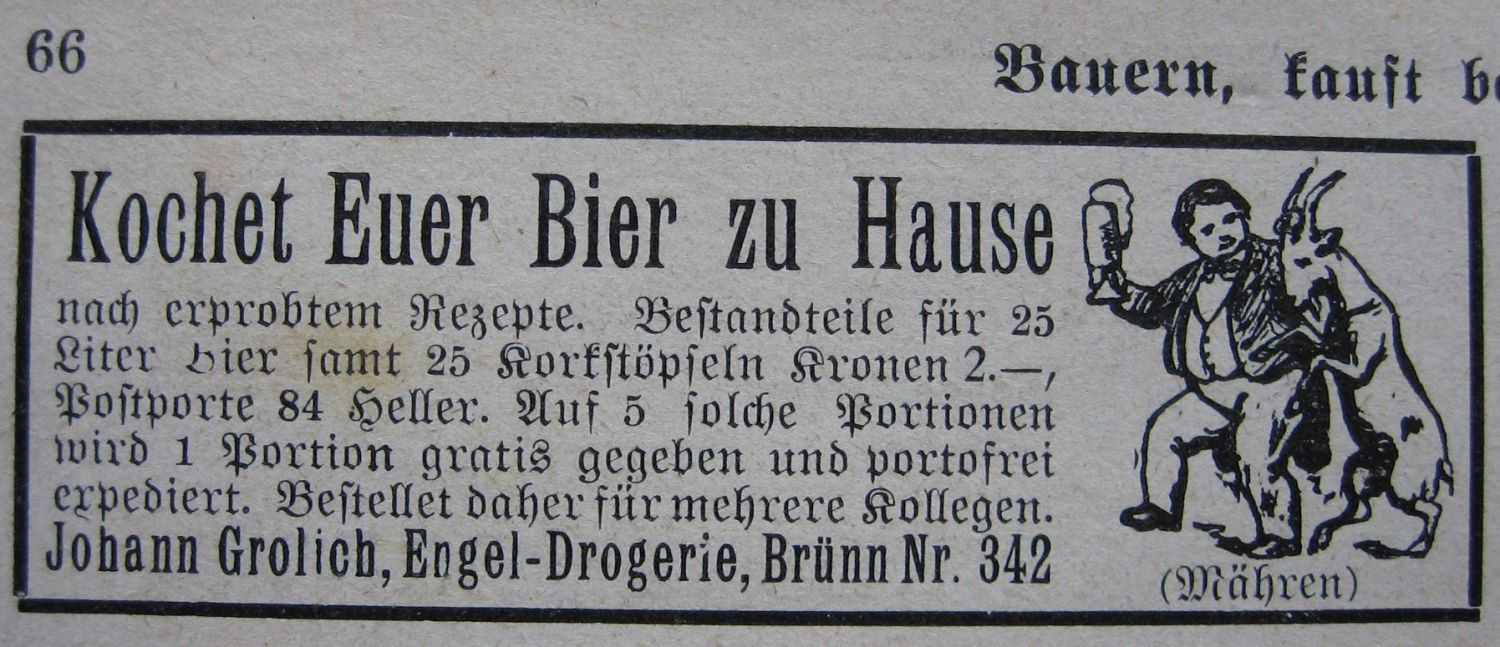 66
Bauern, kauft be
Kochet Euer Bier zu Hause
nach erprobtem Rezepte. Bestandteile für 25
Liter Bier samt 25 Korkstöpseln Kronen 2.—,
Postporte 84 Heller. Auf 5 solche Portionen
wird 1 Portion gratis gegeben und portofrei
expediert. Bestellet daher für mehrere Kollegen.
Johann Grolich, Engel-Drogerie, Brünn Nr. 342
(Mähren)